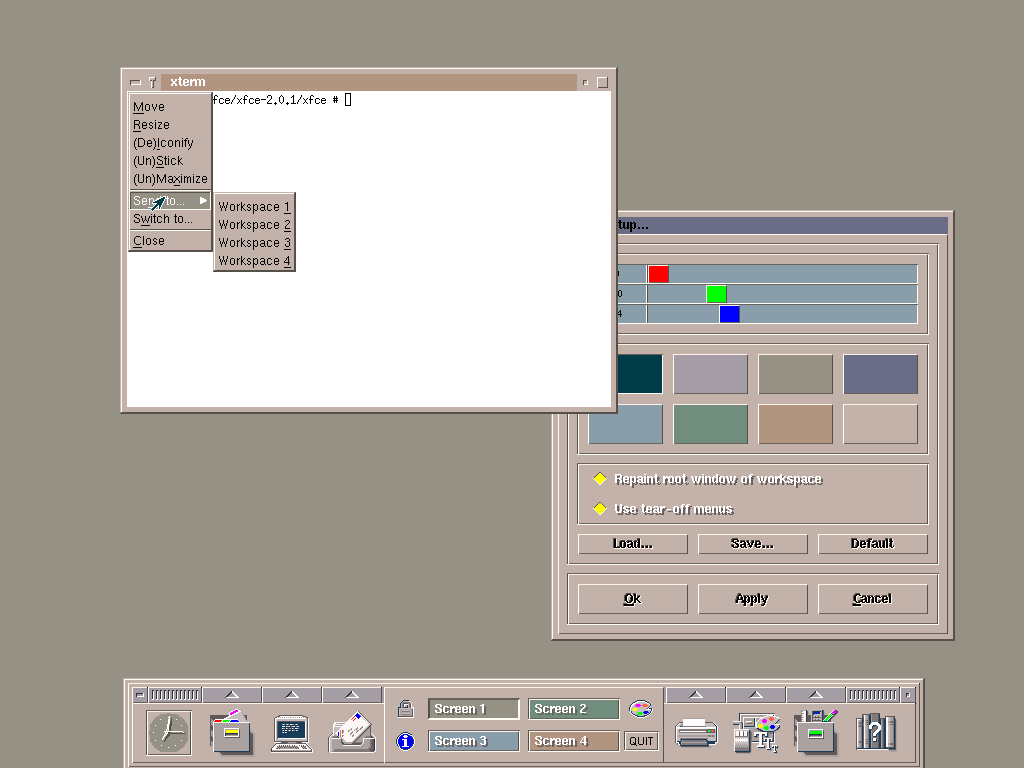 xterm
fce/xfce-2.0.1/xfce #
Move
Resize
(De)Iconify
(Un)Stick
(Un)Maximize
to...
Switch to...
Close
Workspace 1
Workspace 2
Workspace 3
Workspace 4
tup...
0
4
Repaint root window of workspace
Use tear-off menus
Load...
Save...
Default
Ok
Apply
Cancel
Screen 1
Screen 2
Screen 3
Screen 4
QUIT